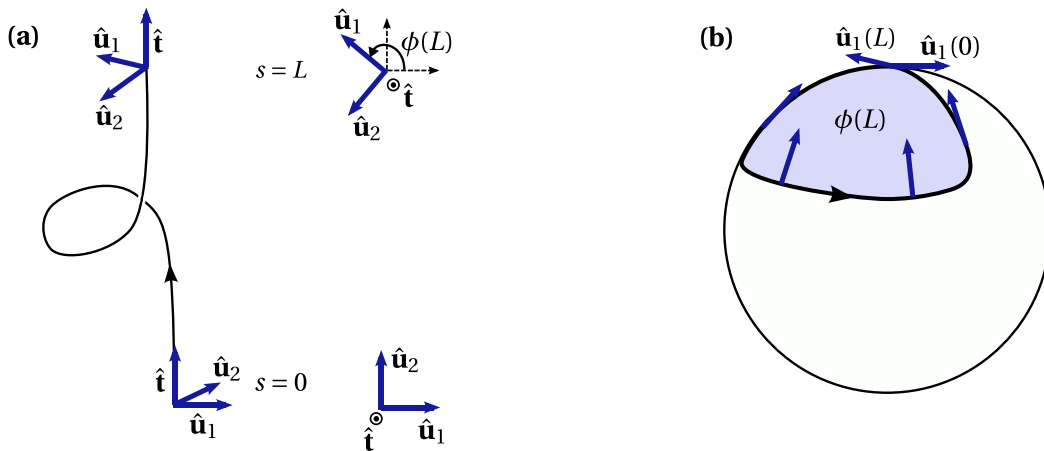 (a)
û₁
t̂
û₂
s = L
û₁
ϕ(L)
t̂
û₂
t̂
û₂
û₁
s = 0
û₂
t̂
û₁
(b)
û₁(L)
û₁(0)
ϕ(L)